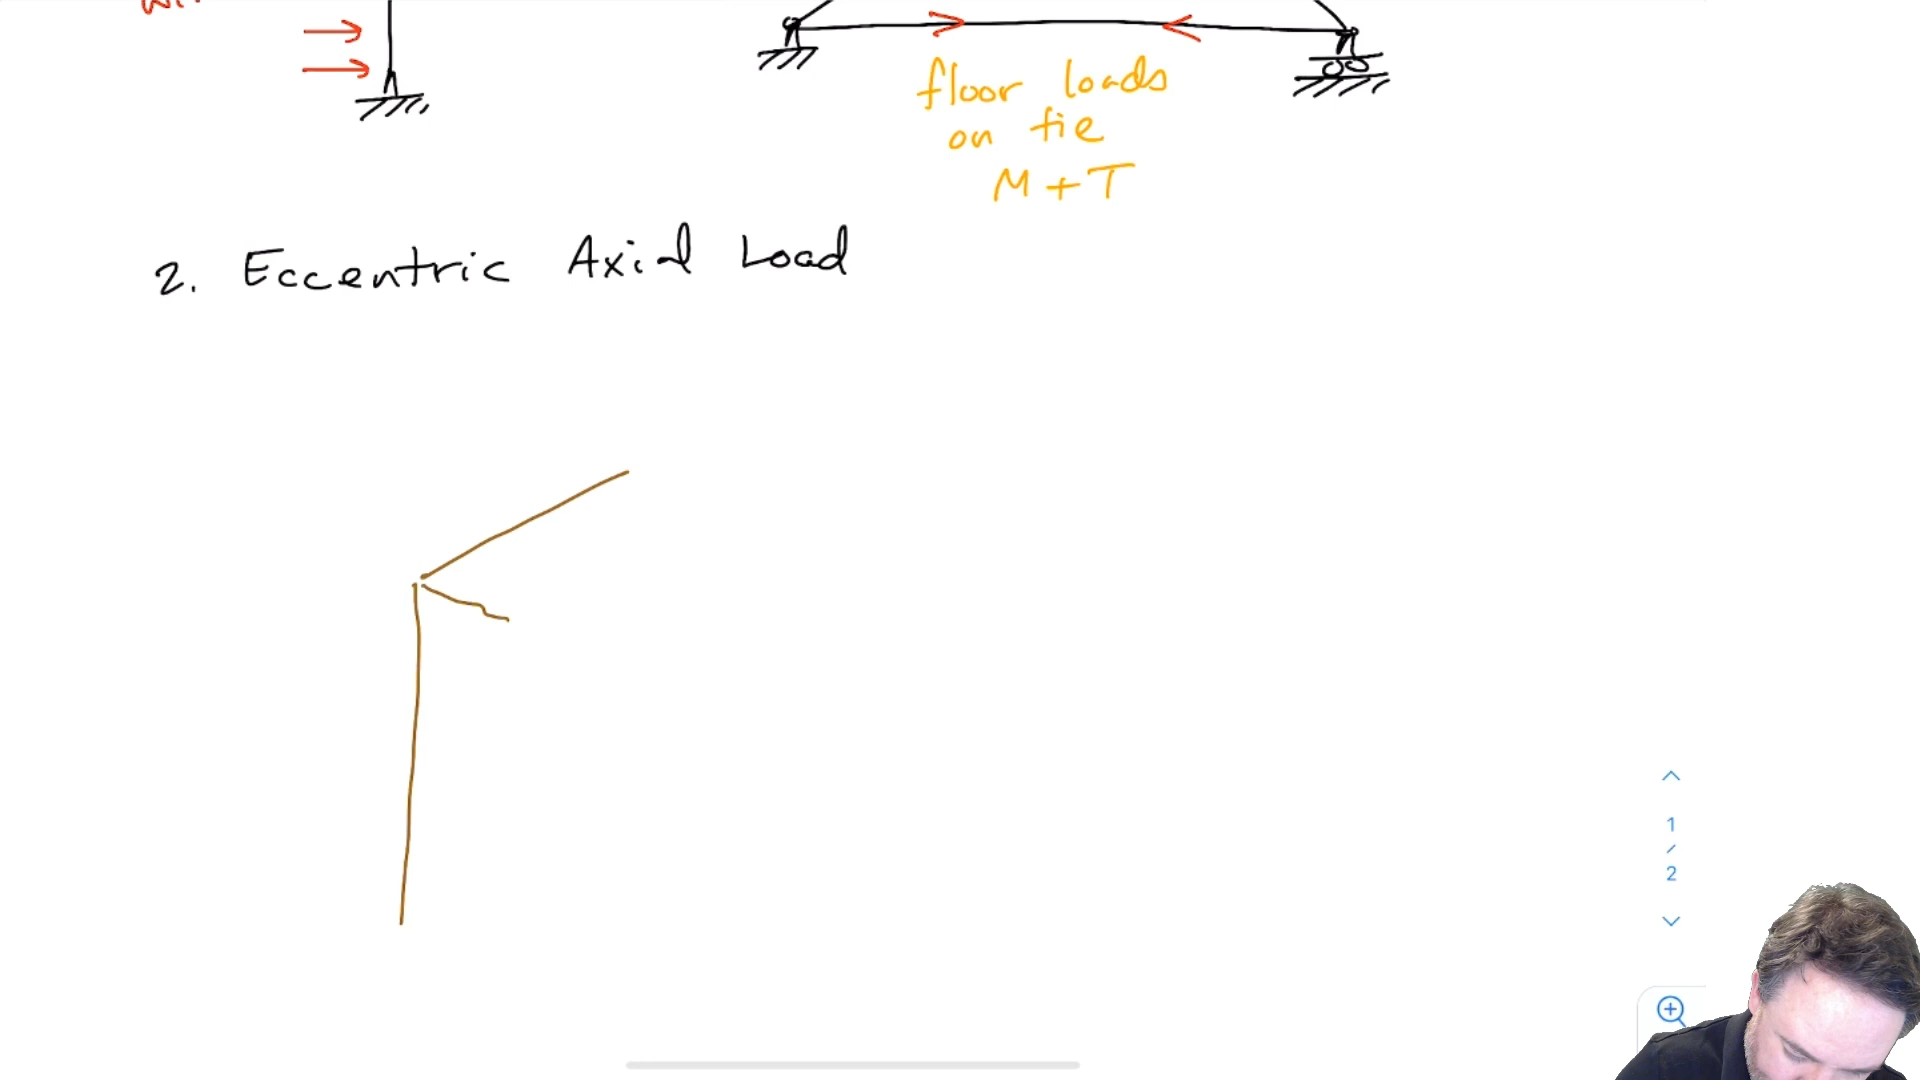 floor loads
on tie
M + T
2. Eccentric Axial Load
1
/
2